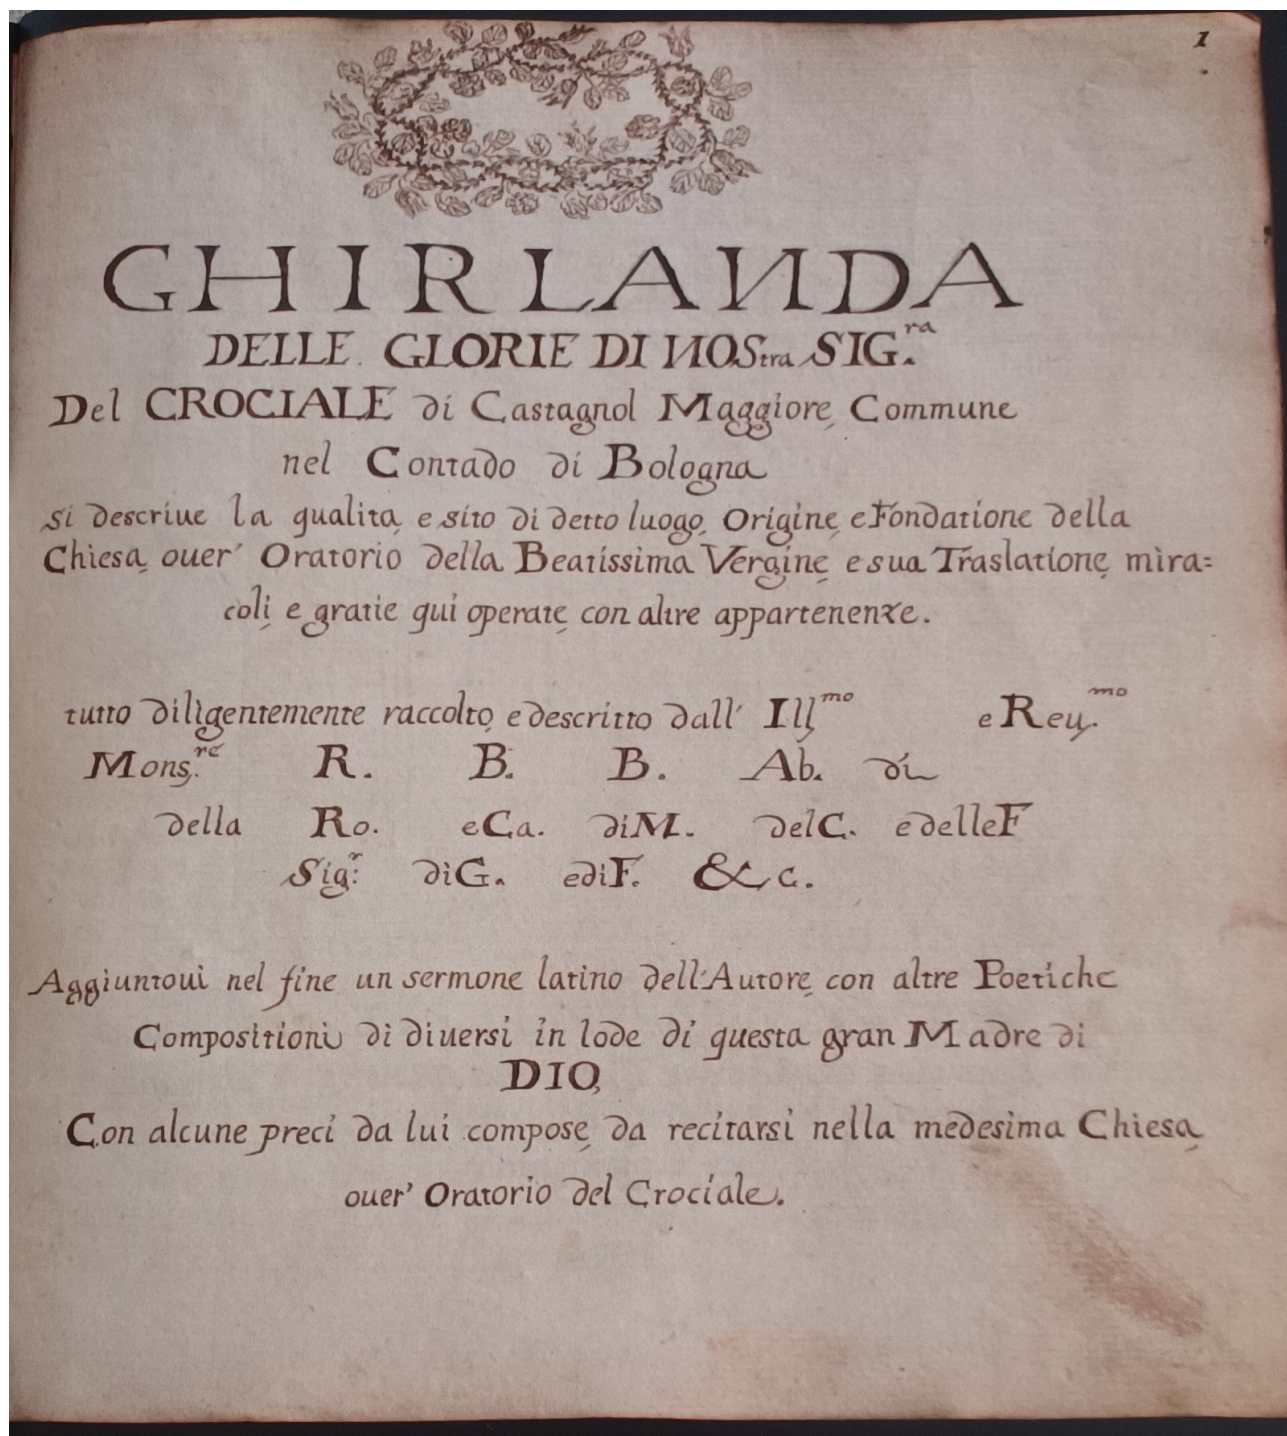 1
GHIRLANDA
DELLE GLORIE DI NOStra SIG.ra
Del CROCIALE di Castagnol Maggiore, Commune
nel Contado di Bologna
si descriue la qualita, e sito di detto luogo, Origine, e Fondatione della
Chiesa, ouer' Oratorio della Beatissima Vergine, e sua Traslatione, mira=
coli, e gratie qui operate, con altre appartenenze.
tutto diligentemente raccolto, e descritto dall' Ill.mo e Reu.mo
Mons.re R. B. B. Ab. di
della Ro. e Ca. di M. del C. e delle F
Sig.r di G. e di F. & c.
Aggiuntoui nel fine un sermone latino dell'Autore, con altre Poetiche
Compositioni di diuersi in lode di questa gran Madre di
DIO,
Con alcune preci da lui compose, da recitarsi nella medesima Chiesa,
ouer' Oratorio del Crociale.